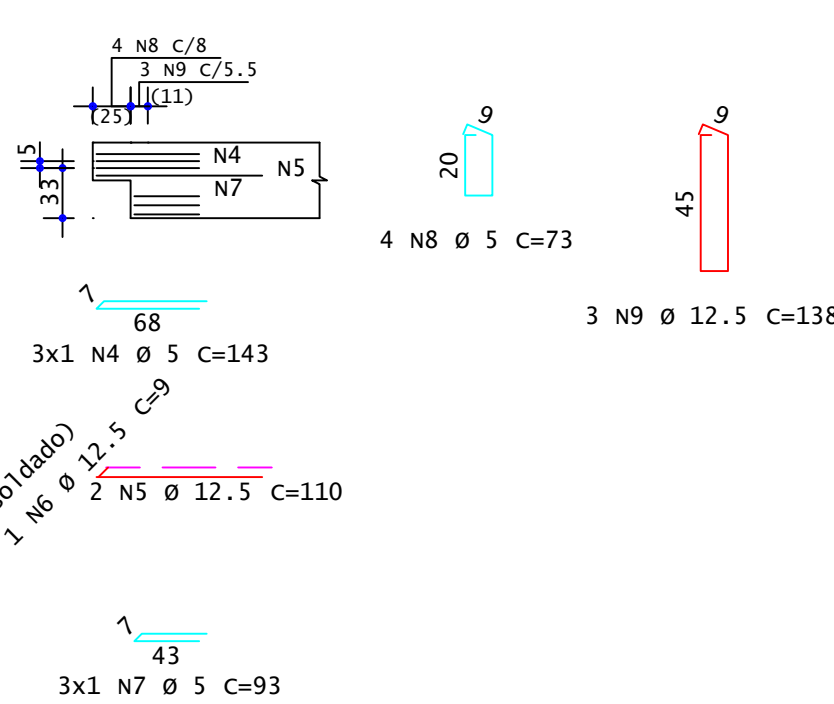 4 N8 C/8
3 N9 C/5.5
(11)
(25)
5
33
N4
N5
N7
9
20
4 N8 Ø 5 C=73
9
45
3 N9 Ø 12.5 C=138
7
68
3x1 N4 Ø 5 C=143
oldado)
1 N6 Ø 12.5 C=9
2 N5 Ø 12.5 C=110
7
43
3x1 N7 Ø 5 C=93